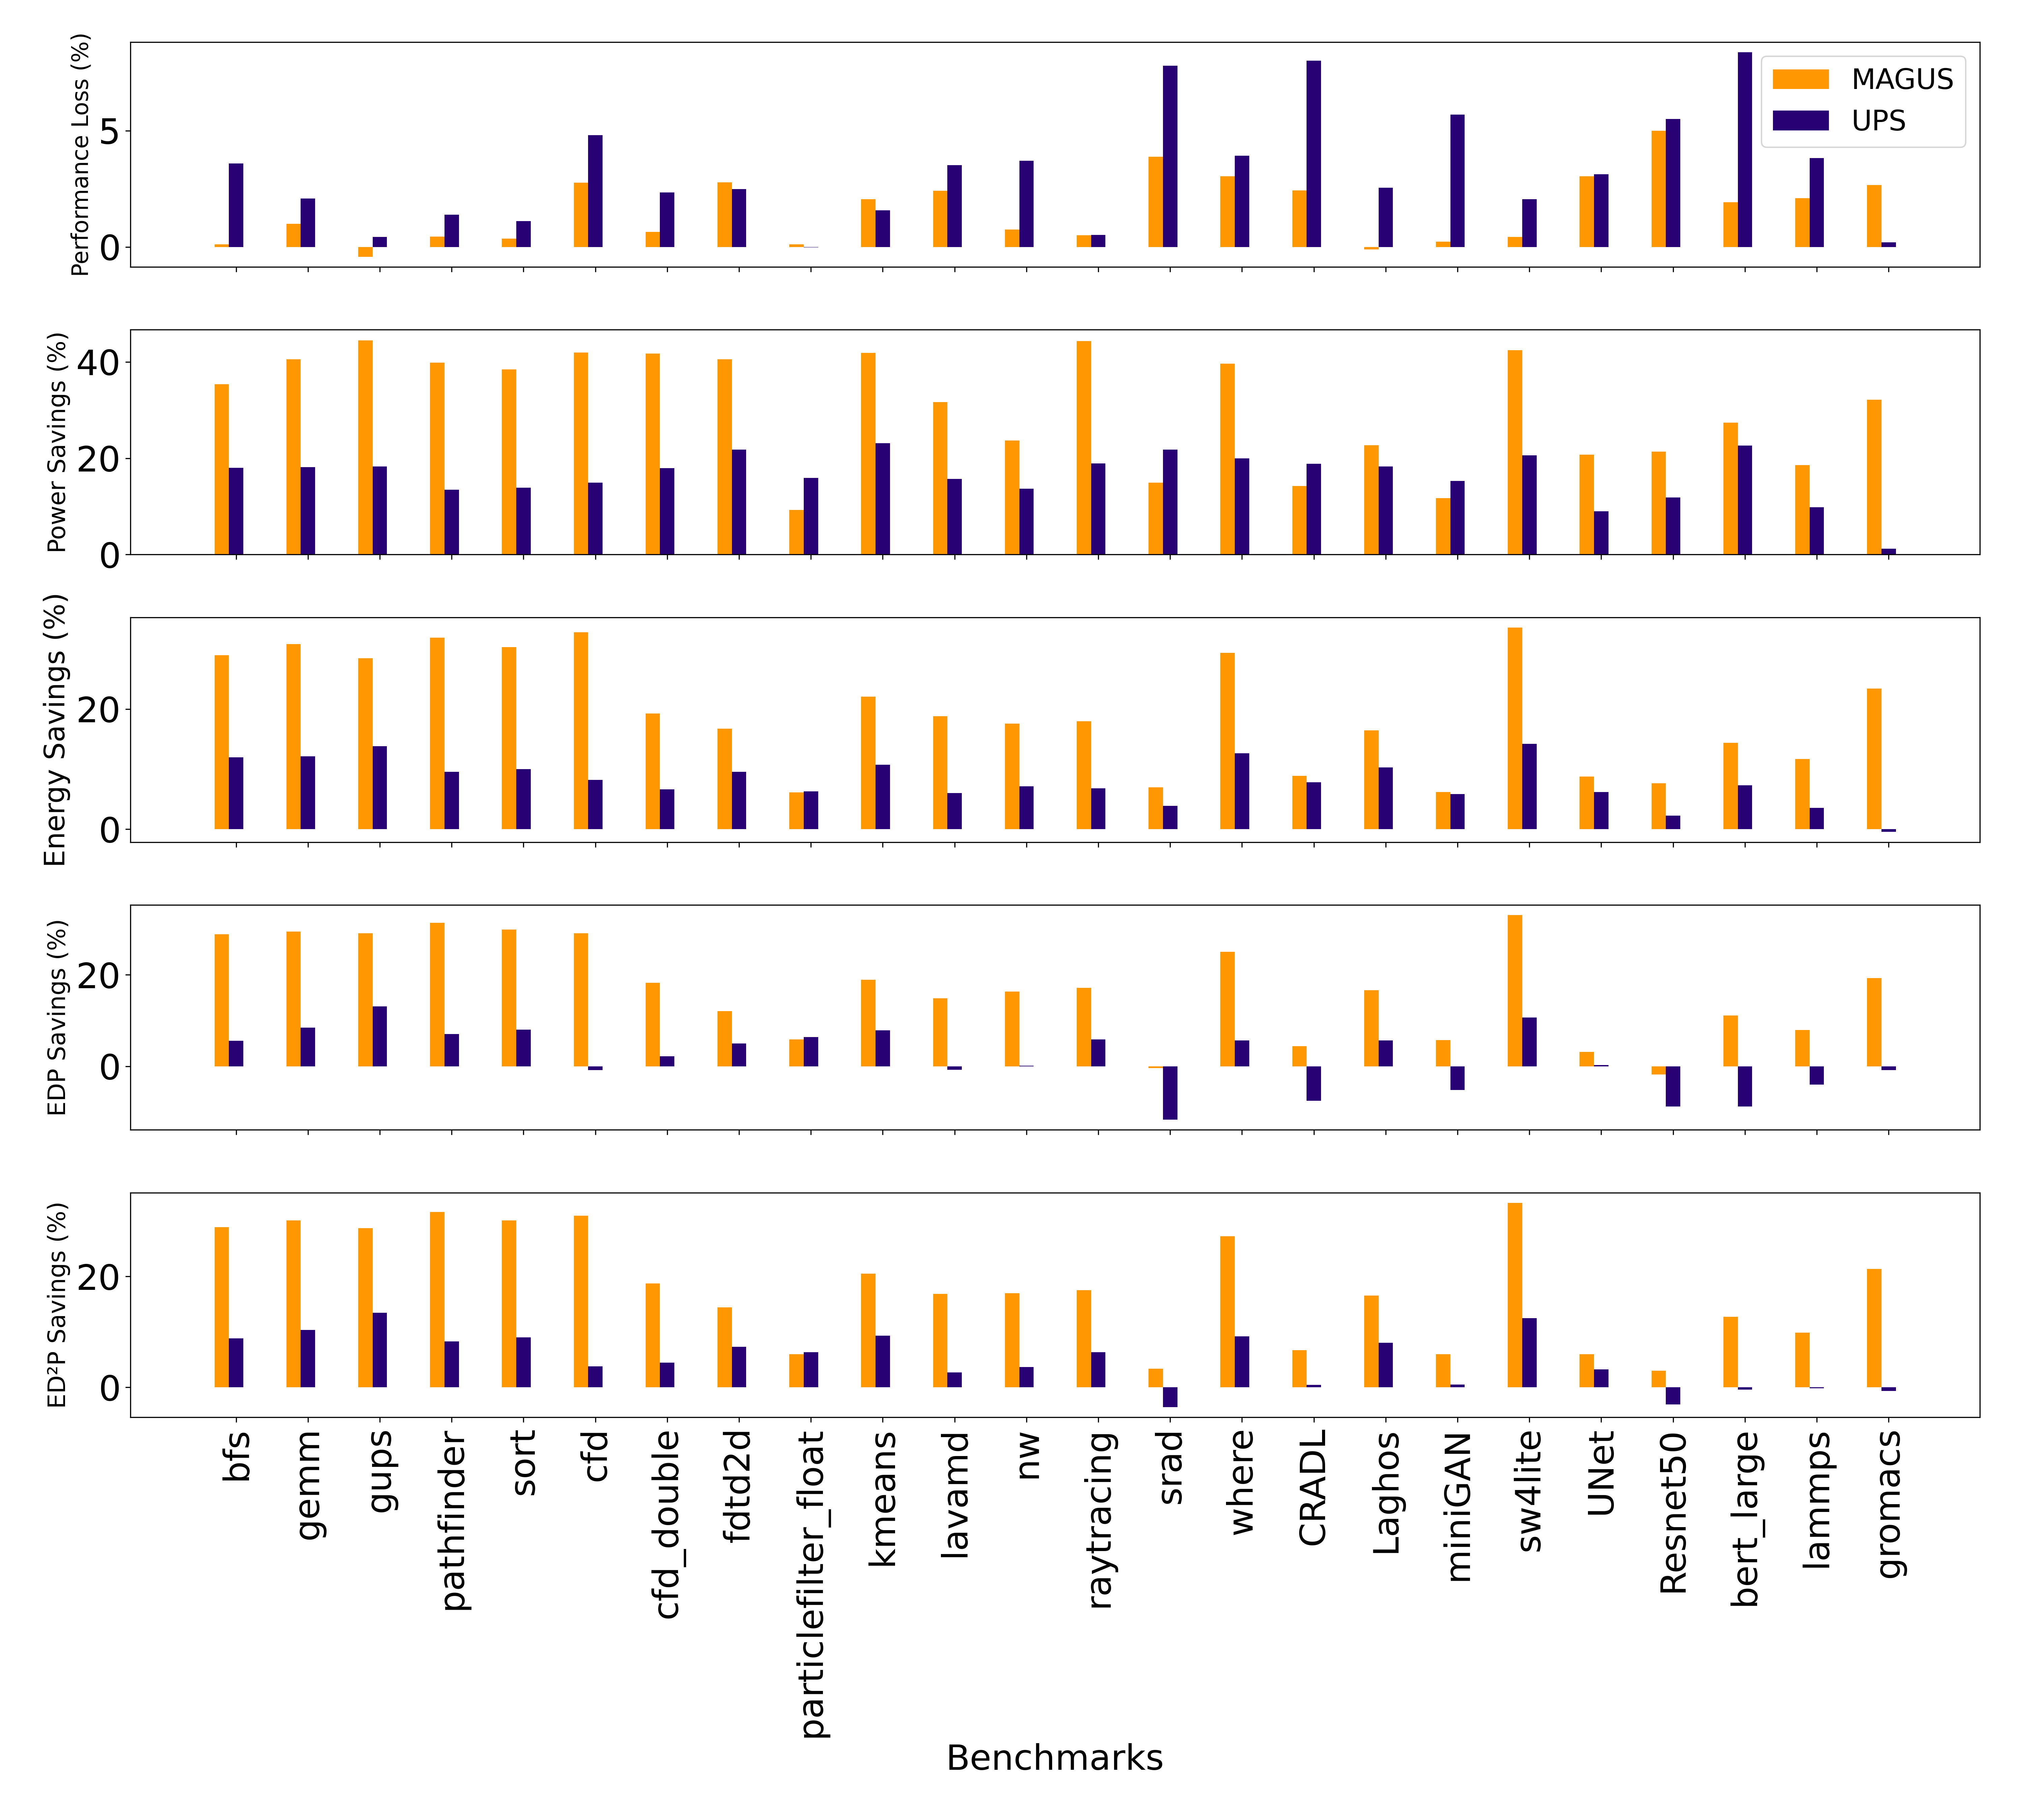 Performance Loss (%)
5
0
MAGUS
UPS
Power Savings (%)
40
20
0
Energy Savings (%)
20
0
EDP Savings (%)
20
0
ED²P Savings (%)
20
0
bfs
gemm
gups
pathfinder
sort
cfd
cfd_double
fdtd2d
particlefilter_float
kmeans
lavamd
nw
raytracing
srad
where
CRADL
Laghos
miniGAN
sw4lite
UNet
Resnet50
bert_large
lammps
gromacs
Benchmarks